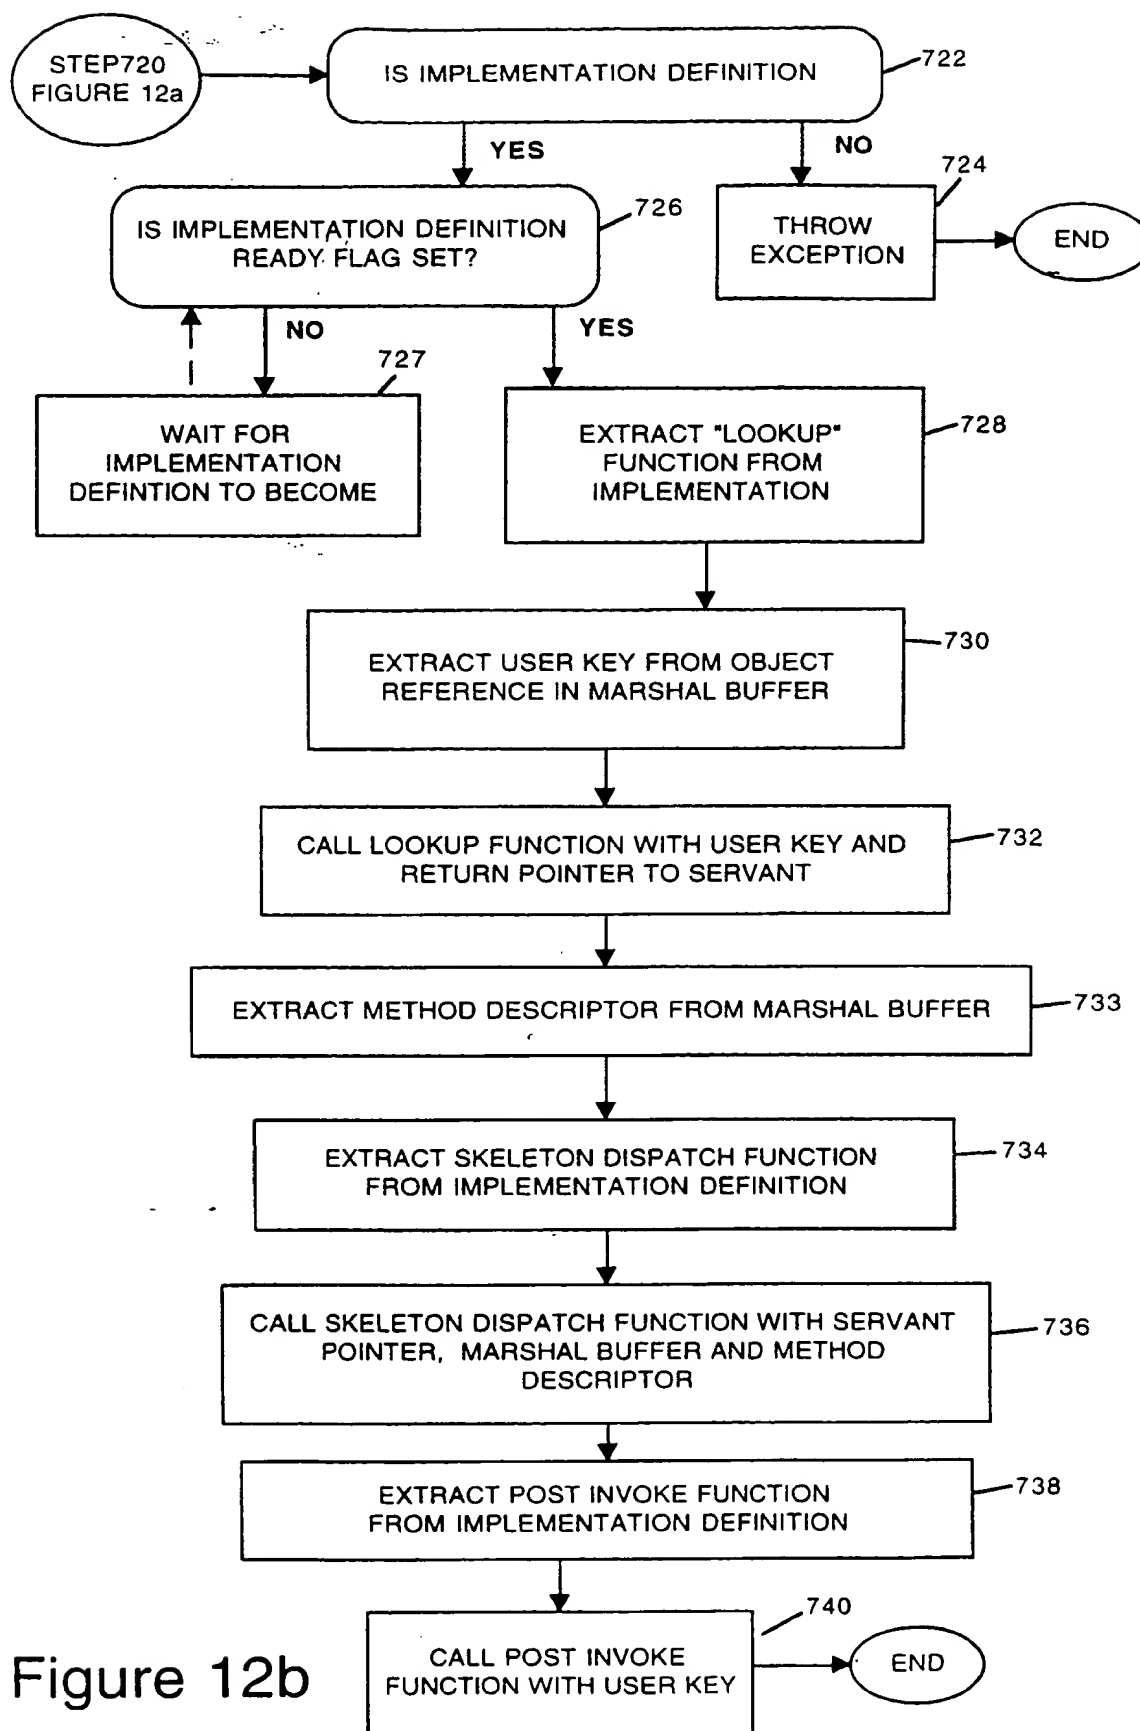 STEP720
FIGURE 12a
IS IMPLEMENTATION DEFINITION
722
YES
NO
724
IS IMPLEMENTATION DEFINITION
READY FLAG SET?
726
THROW
EXCEPTION
END
NO
YES
727
WAIT FOR
IMPLEMENTATION
DEFINTION TO BECOME
EXTRACT "LOOKUP"
FUNCTION FROM
IMPLEMENTATION
728
EXTRACT USER KEY FROM OBJECT
REFERENCE IN MARSHAL BUFFER
730
CALL LOOKUP FUNCTION WITH USER KEY AND
RETURN POINTER TO SERVANT
732
EXTRACT METHOD DESCRIPTOR FROM MARSHAL BUFFER
733
EXTRACT SKELETON DISPATCH FUNCTION
FROM IMPLEMENTATION DEFINITION
734
CALL SKELETON DISPATCH FUNCTION WITH SERVANT
POINTER, MARSHAL BUFFER AND METHOD
DESCRIPTOR
736
EXTRACT POST INVOKE FUNCTION
FROM IMPLEMENTATION DEFINITION
738
740
CALL POST INVOKE
FUNCTION WITH USER KEY
END
Figure 12b